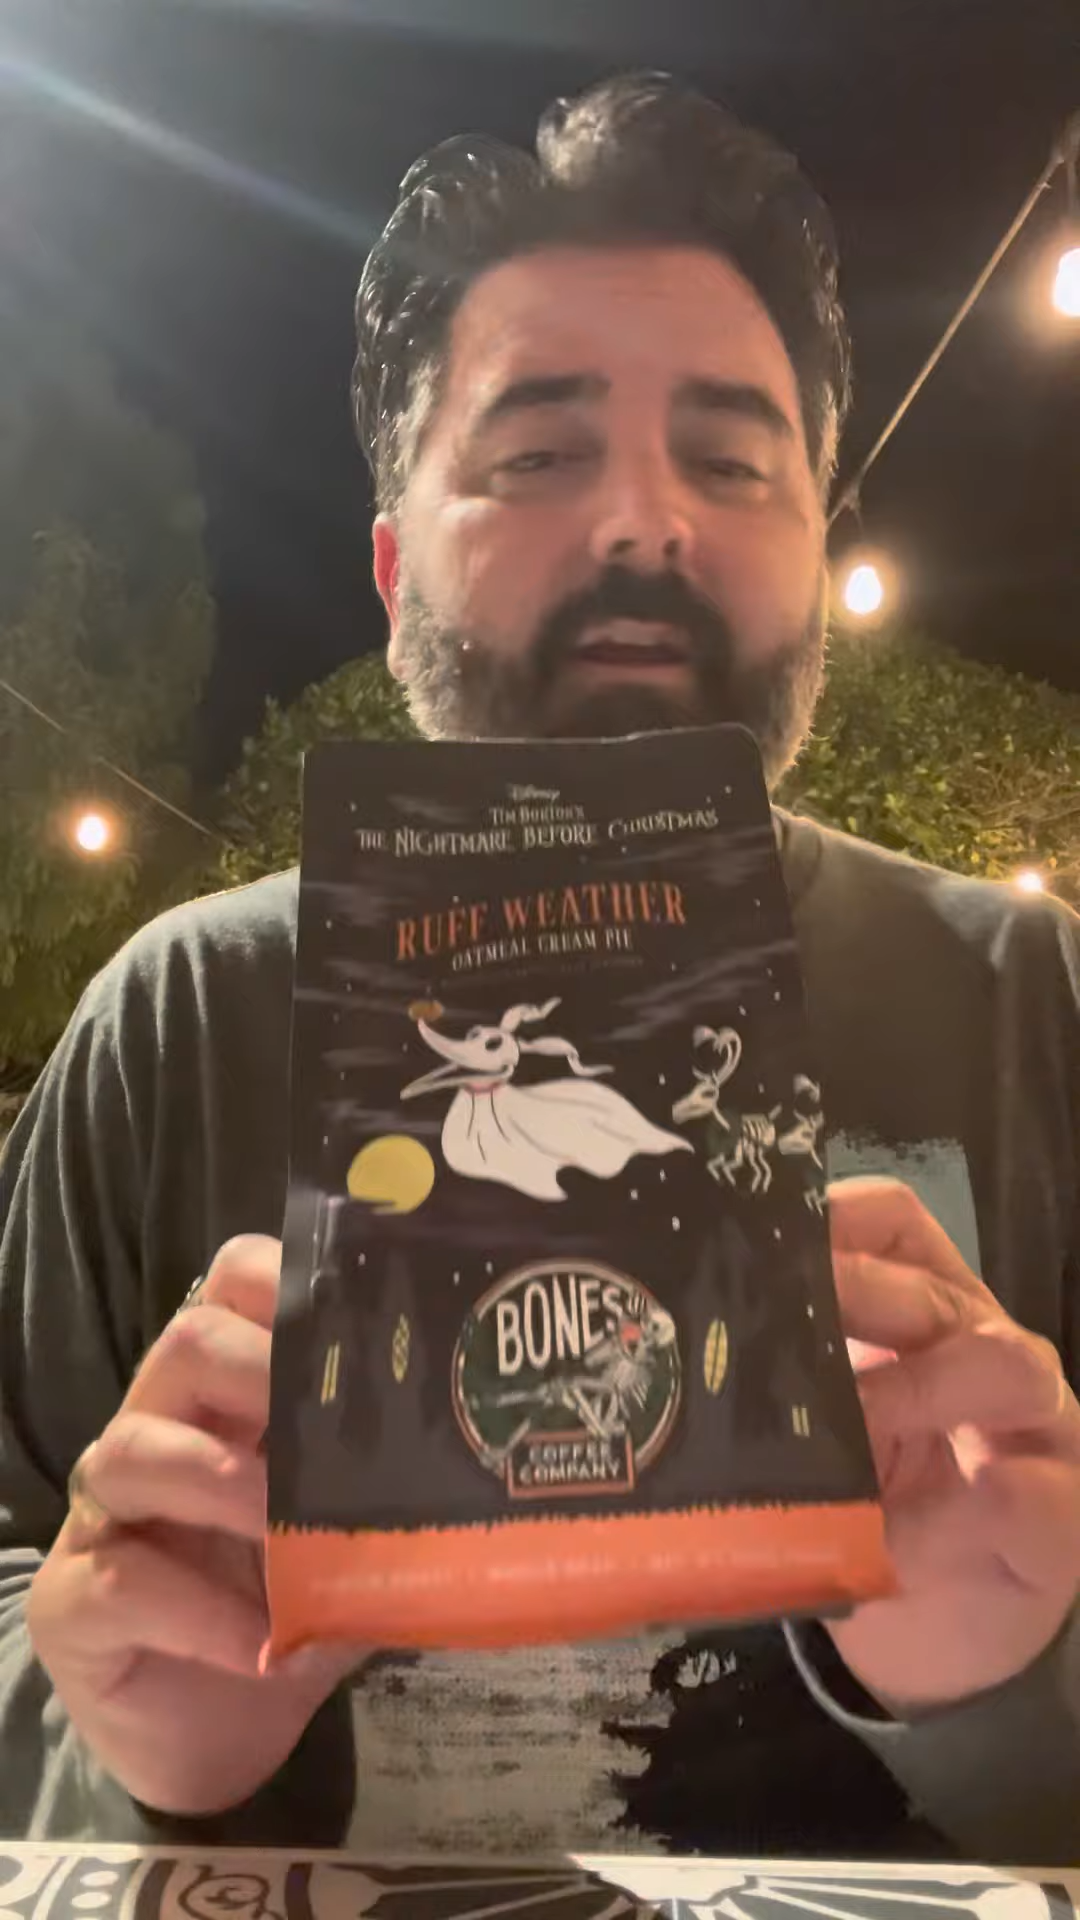 Disney
TIM BURTON'S
THE NIGHTMARE BEFORE CHRISTMAS
RUFF WEATHER
OATMEAL CREAM PIE
BONES
COFFEE
COMPANY